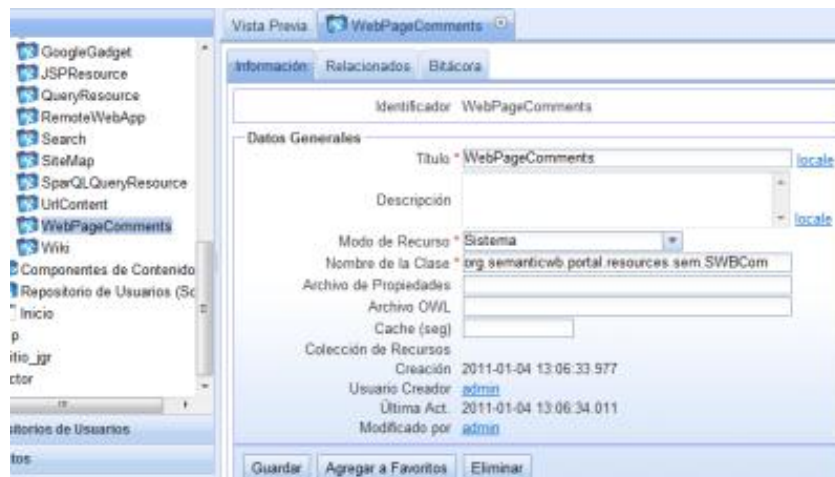 GoogleGadget
JSPResource
QueryResource
RemoteWebApp
Search
SiteMap
SparQLQueryResource
UrlContent
WebPageComments
Wiki
Componentes de Contenido
Repositorio de Usuarios (Sc
Inicio
p
itio_jgr
ctor
sitorios de Usuarios
tos
Vista Previa
WebPageComments
Información
Relacionados
Bitácora
Identificador WebPageComments
Datos Generales
Título * WebPageComments locale
Descripción locale
Modo de Recurso * Sistema
Nombre de la Clase * org.semanticwb.portal.resources.sem.SWBCom
Archivo de Propiedades
Archivo OWL
Cache (seg)
Colección de Recursos
Creación 2011-01-04 13:06:33.977
Usuario Creador admin
Última Act. 2011-01-04 13:06:34.011
Modificado por admin
Guardar
Agregar a Favoritos
Eliminar